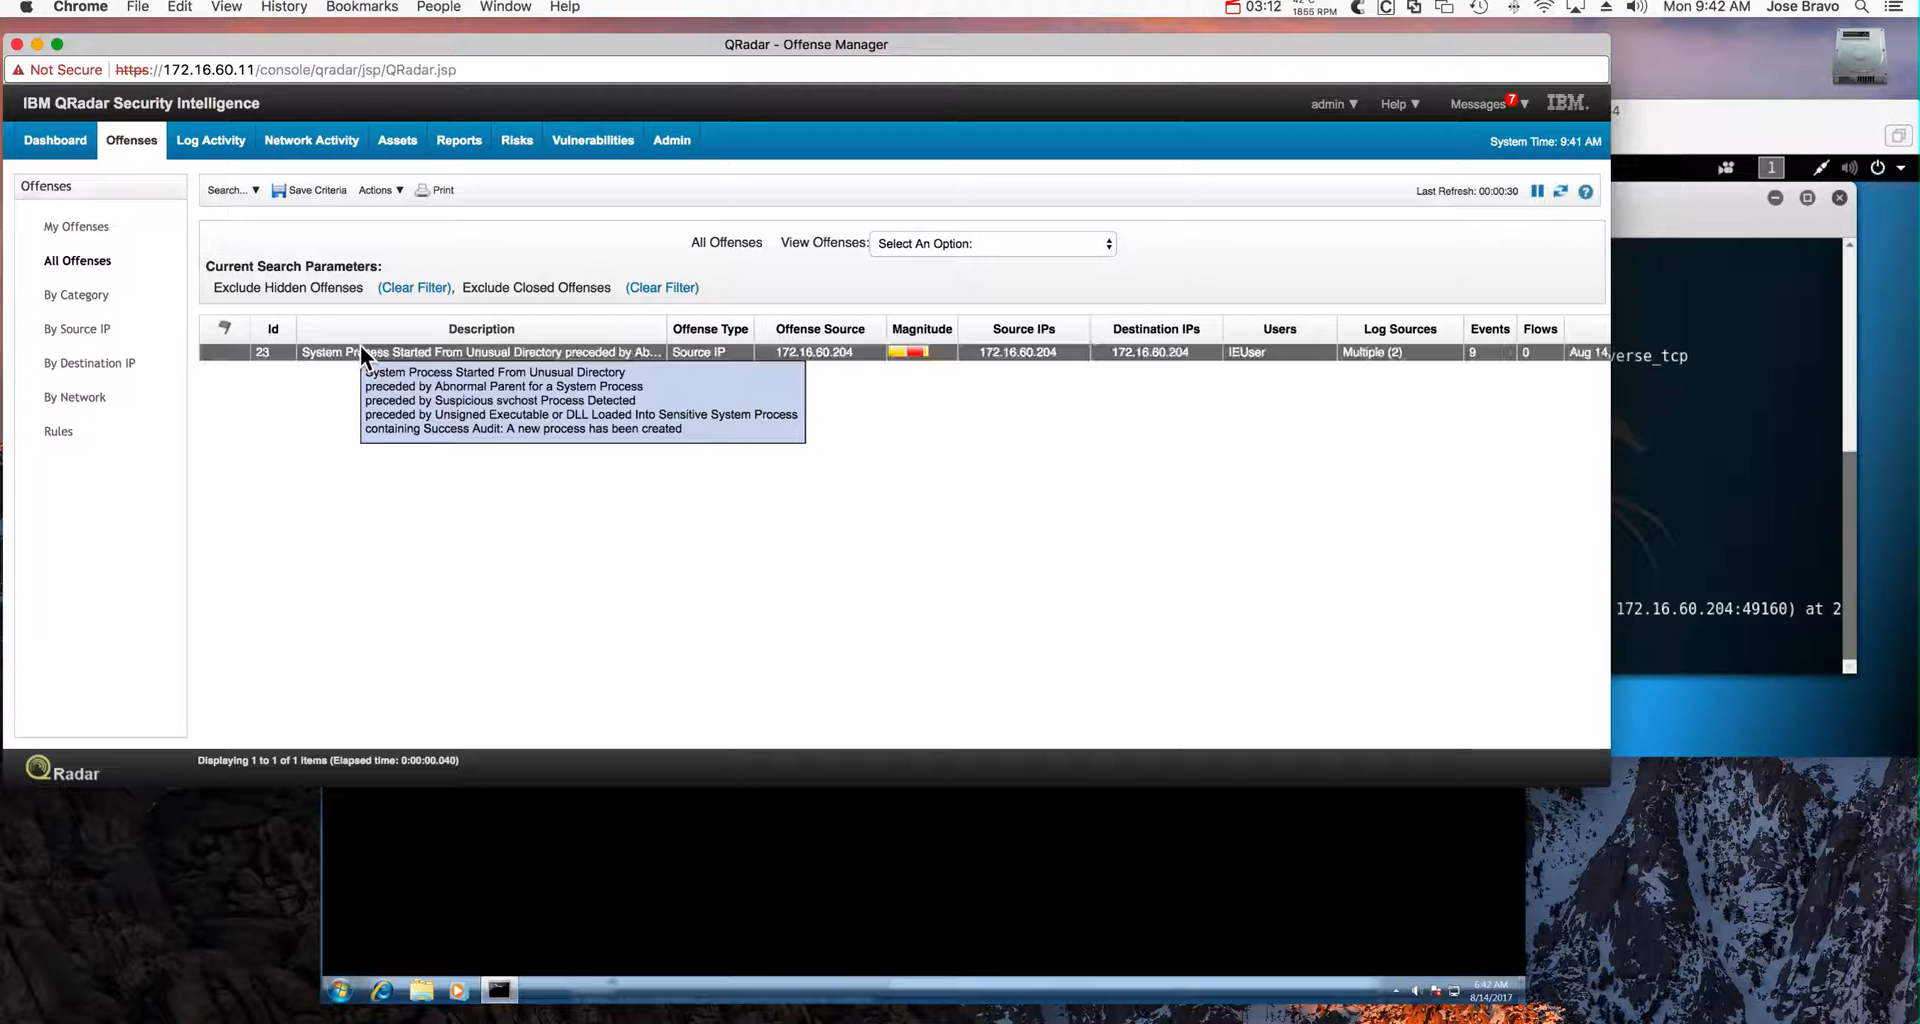 Chrome File Edit View History Bookmarks People Window Help 03:12 42°C 1855 RPM Mon 9:42 AM Jose Bravo
QRadar - Offense Manager
Not Secure https://172.16.60.11/console/qradar/jsp/QRadar.jsp
IBM QRadar Security Intelligence admin ▼ Help ▼ Messages 7 ▼ IBM.
Dashboard Offenses Log Activity Network Activity Assets Reports Risks Vulnerabilities Admin System Time: 9:41 AM
Offenses
My Offenses
All Offenses
By Category
By Source IP
By Destination IP
By Network
Rules
Search... ▼ Save Criteria Actions ▼ Print Last Refresh: 00:00:30
All Offenses View Offenses: Select An Option:
Current Search Parameters:
Exclude Hidden Offenses (Clear Filter), Exclude Closed Offenses (Clear Filter)
Id Description Offense Type Offense Source Magnitude Source IPs Destination IPs Users Log Sources Events Flows
23 System Process Started From Unusual Directory preceded by Ab... Source IP 172.16.60.204 172.16.60.204 172.16.60.204 IEUser Multiple (2) 9 0 Aug 14,
System Process Started From Unusual Directory
preceded by Abnormal Parent for a System Process
preceded by Suspicious svchost Process Detected
preceded by Unsigned Executable or DLL Loaded Into Sensitive System Process
containing Success Audit: A new process has been created
Displaying 1 to 1 of 1 items (Elapsed time: 0:00:00.040)
QRadar
4
1
verse_tcp
172.16.60.204:49160) at 2
6:42 AM
8/14/2017